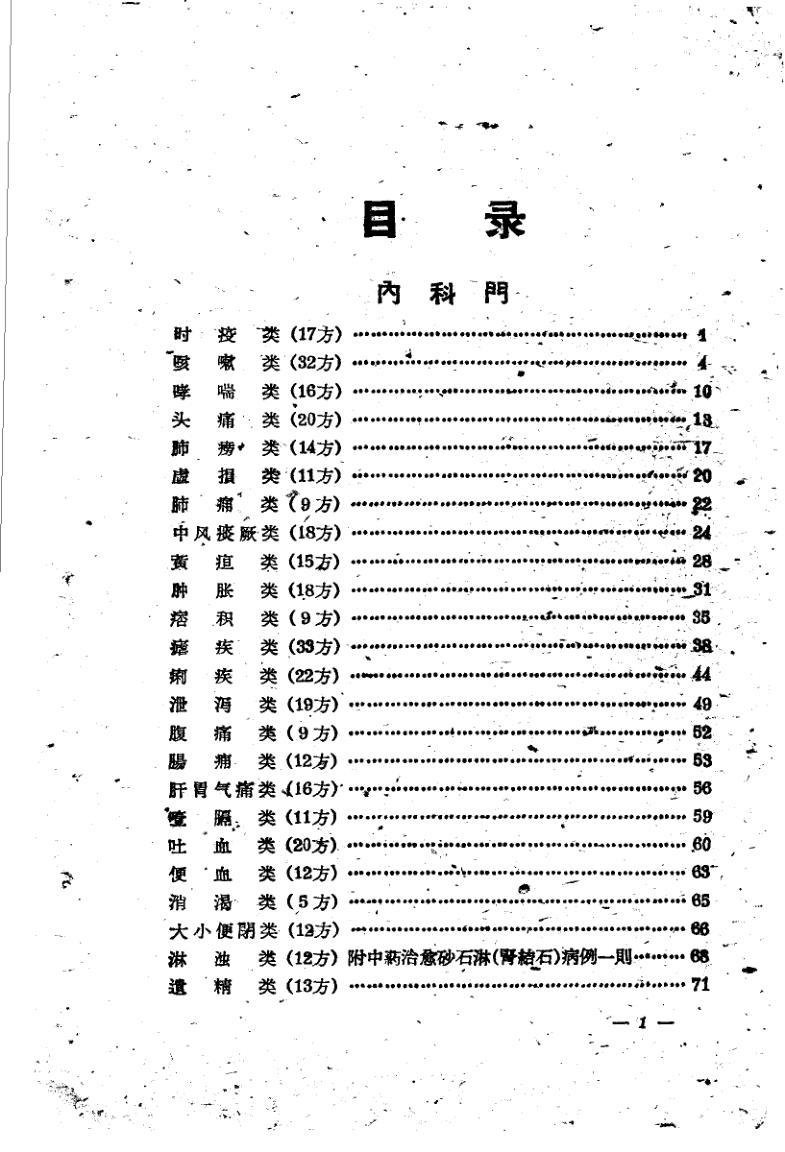 目录
內科門
时疫类(17方)……1
咳嗽类(32方)……4
哮喘类(16方)……10
头痛类(20方)……13
肺痨类(14方)……17
虚損类(11方)……20
肺痈类(9方)……22
中风痰厥类(18方)……24
黃疸类(15方)……28
肿胀类(18方)……31
痞积类(9方)……35
瘧疾类(33方)……38
痢疾类(22方)……44
泄泻类(19方)……49
腹痛类(9方)……52
腸痈类(12方)……53
肝胃气痛类(16方)……56
噎膈类(11方)……59
吐血类(20方)……60
便血类(12方)……63
消渴类(5方)……65
大小便閉类(12方)……66
淋浊类(12方)附中葯治愈砂石淋(腎結石)病例一則……68
遺精类(13方)……71
— 1 —